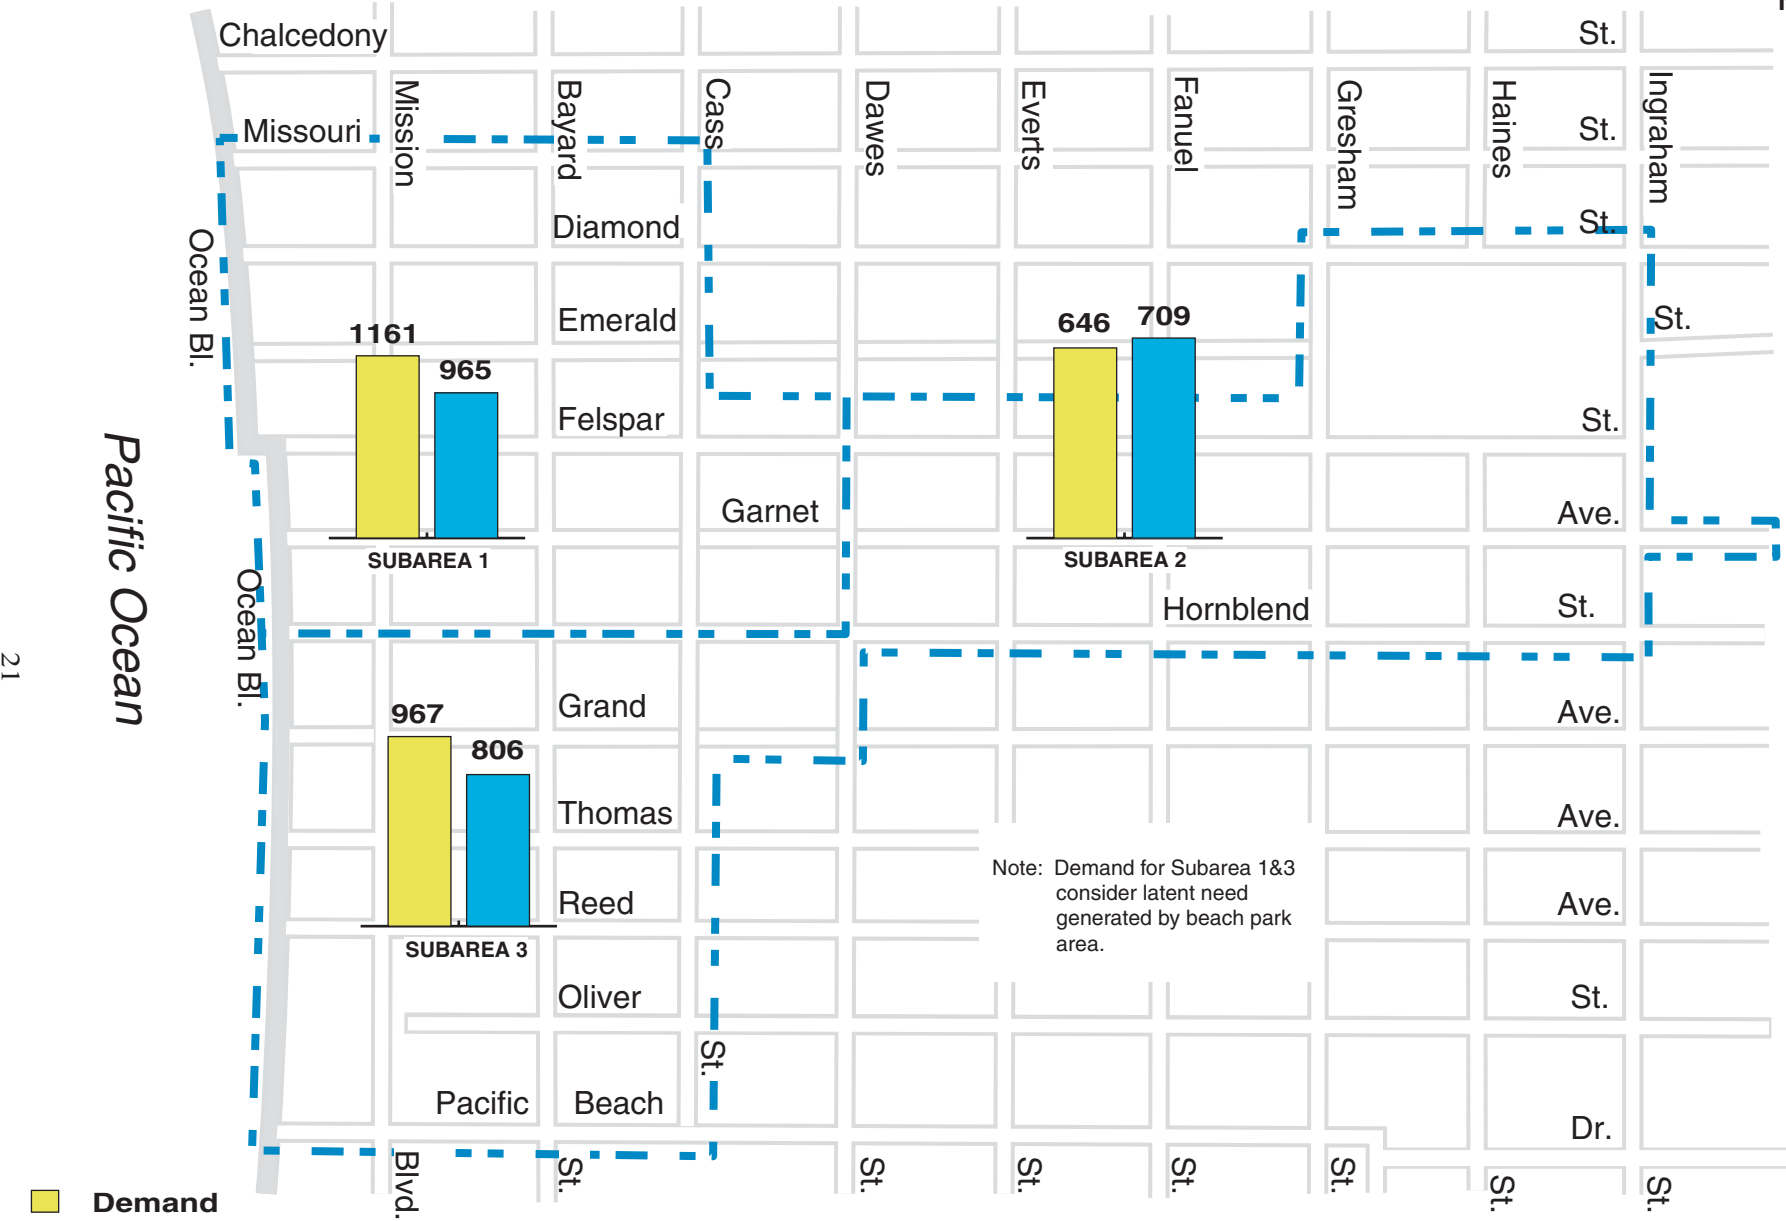 Chalcedony St.
Mission
Bayard
Cass
Dawes
Everts
Fanuel
Gresham
Haines
Ingraham
Missouri St.
Diamond St.
Ocean Bl.
Emerald St.
1161
965
646
709
Felspar St.
Garnet Ave.
SUBAREA 1
SUBAREA 2
Pacific Ocean
Ocean Bl.
Hornblend St.
21
Grand Ave.
967
806
Thomas Ave.
Note: Demand for Subarea 1&3
consider latent need
generated by beach park
area.
Reed Ave.
SUBAREA 3
Oliver St.
St.
Pacific Beach Dr.
Blvd.
St.
St.
St.
St.
St.
St.
St.
Demand